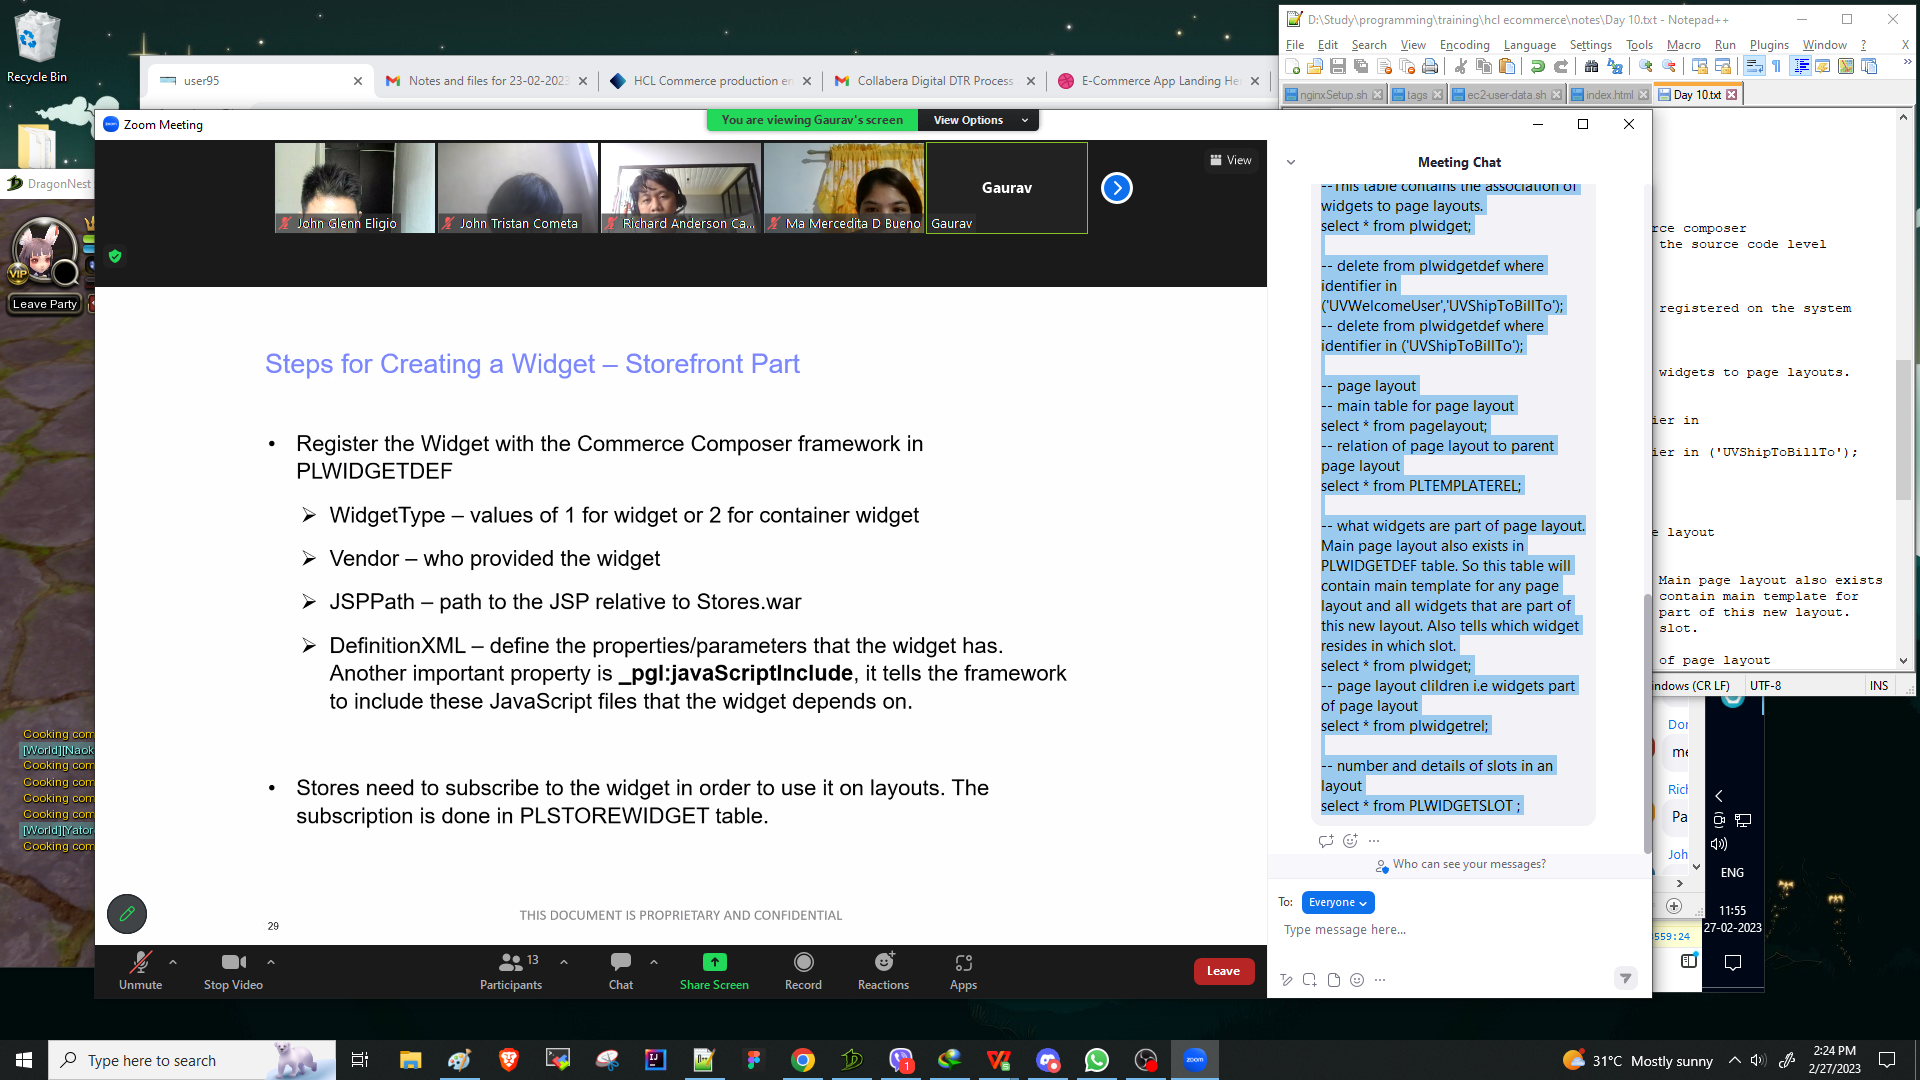 Recycle Bin
user95
Notes and files for 23-02-2023
HCL Commerce production en
Collabera Digital DTR Process
E-Commerce App Landing He
D:\Study\programming\training\hcl ecommerce\notes\Day 10.txt - Notepad++
File Edit Search View Encoding Language Settings Tools Macro Run Plugins Window ? X
nginxSetup.sh
tags
ec2-user-data.sh
index.html
Day 10.txt
DragonNest
VIP
Leave Party
Zoom Meeting
You are viewing Gaurav's screen
View Options
View
John Glenn Eligio
John Tristan Cometa
Richard Anderson Ca...
Ma Mercedita D Bueno
Gaurav
Gaurav
Steps for Creating a Widget – Storefront Part
• Register the Widget with the Commerce Composer framework in
PLWIDGETDEF
➢ WidgetType – values of 1 for widget or 2 for container widget
➢ Vendor – who provided the widget
➢ JSPPath – path to the JSP relative to Stores.war
➢ DefinitionXML – define the properties/parameters that the widget has.
Another important property is _pgl:javaScriptInclude, it tells the framework
to include these JavaScript files that the widget depends on.
• Stores need to subscribe to the widget in order to use it on layouts. The
subscription is done in PLSTOREWIDGET table.
THIS DOCUMENT IS PROPRIETARY AND CONFIDENTIAL
29
Cooking com
[World][Naok
Cooking com
Cooking com
Cooking com
Cooking com
[World][Yator
Cooking com
Unmute
Stop Video
Participants
13
Chat
Share Screen
Record
Reactions
Apps
Leave
Meeting Chat
--This table contains the association of
widgets to page layouts.
select * from plwidget;
-- delete from plwidgetdef where
identifier in
('UVWelcomeUser','UVShipToBillTo');
-- delete from plwidgetdef where
identifier in ('UVShipToBillTo');
-- page layout
-- main table for page layout
select * from pagelayout;
-- relation of page layout to parent
page layout
select * from PLTEMPLATEREL;
-- what widgets are part of page layout.
Main page layout also exists in
PLWIDGETDEF table. So this table will
contain main template for any page
layout and all widgets that are part of
this new layout. Also tells which widget
resides in which slot.
select * from plwidget;
-- page layout clildren i.e widgets part
of page layout
select * from plwidgetrel;
-- number and details of slots in an
layout
select * from PLWIDGETSLOT ;
Who can see your messages?
To: Everyone
Type message here...
rce composer
the source code level
registered on the system
widgets to page layouts.
ier in
ier in ('UVShipToBillTo');
e layout
Main page layout also exists
contain main template for
part of this new layout.
slot.
of page layout
indows (CR LF) UTF-8 INS
Dor
me
Rich
Pa
Joh
ENG
11:55
27-02-2023
559:24
Type here to search
1
31°C Mostly sunny
2:24 PM
2/27/2023